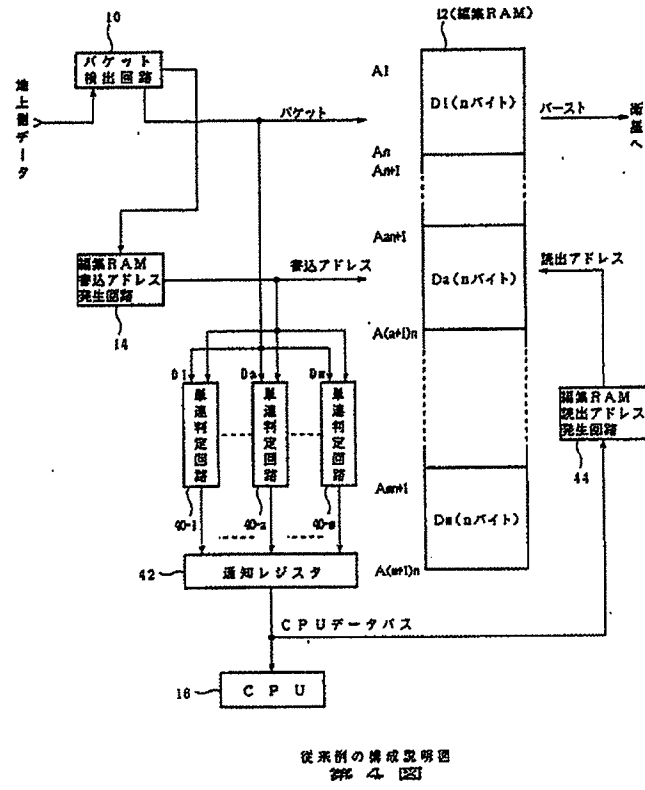 10
パケット
検出回路
地上側データ
パケット
12(編集RAM)
A1
D1(nバイト)
バースト
衛星へ
An
An+1
Aan+1
Da(nバイト)
A(a+1)n
編集RAM
書込アドレス
発生回路
14
書込アドレス
読出アドレス
D1
Da
Dm
単連判定回路
単連判定回路
単連判定回路
40-1
40-a
40-m
編集RAM
読出アドレス
発生回路
44
Amn+1
Dm(nバイト)
A(m+1)n
42
通知レジスタ
CPUデータバス
16
CPU
従来例の構成説明図
第4図